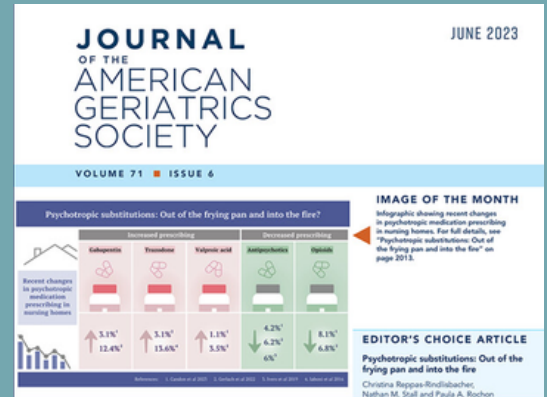 JOURNAL
OF THE
AMERICAN
GERIATRICS
SOCIETY
JUNE 2023
VOLUME 71 ■ ISSUE 6
Psychotropic substitutions: Out of the frying pan and into the fire?
Increased prescribing
Decreased prescribing
Gabapentin
Trazodone
Valproic acid
Antipsychotics
Opioids
Recent changes
in psychotropic
medication
prescribing in
nursing homes
3.1%
12.4%
3.1%
13.6%
1.1%
3.5%
4.2%
6.2%
6%
8.1%
6.8%
References:
IMAGE OF THE MONTH
Infographic showing recent changes
in psychotropic medication prescribing
in nursing homes. For full details, see
"Psychotropic substitutions: Out of
the frying pan and into the fire" on
page 2013.
EDITOR'S CHOICE ARTICLE
Psychotropic substitutions: Out of the
frying pan and into the fire
Christina Reppas-Rindlisbacher,
Nathan M. Stall and Paula A. Rochon